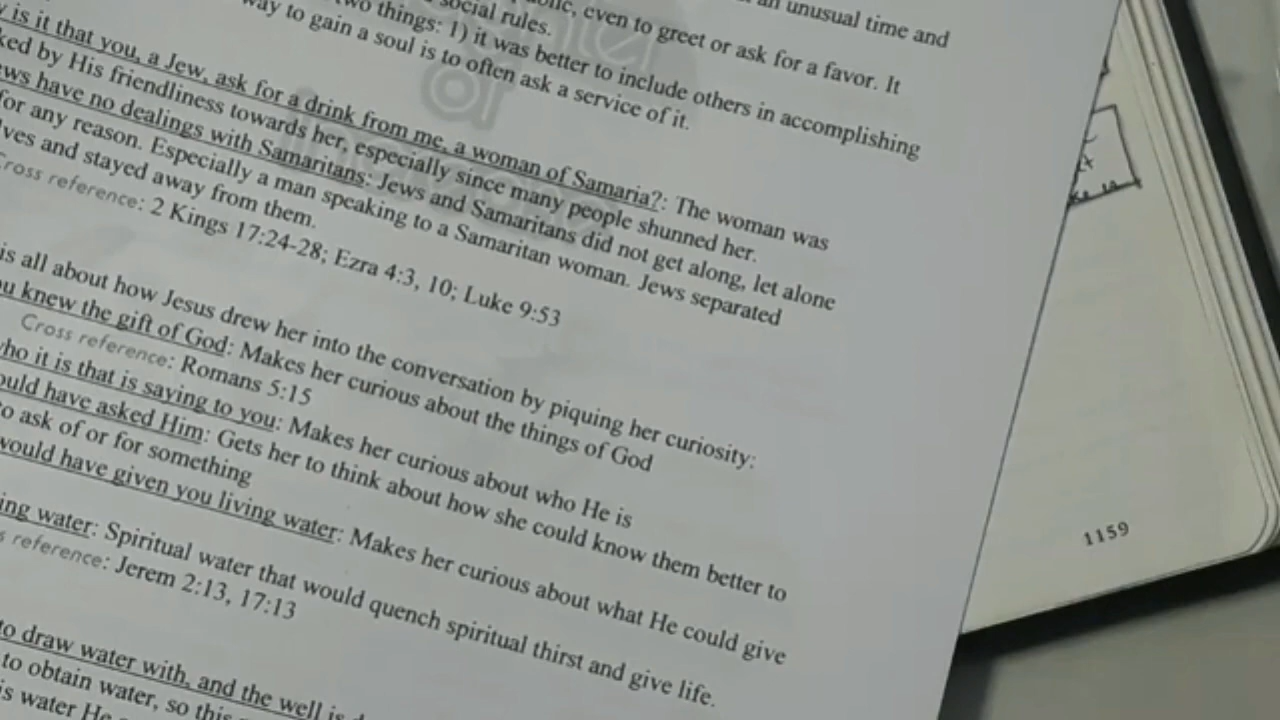 an unusual time and
even to greet or ask for a favor. It
social rules.
two things: 1) it was better to include others in accomplishing
way to gain a soul is to often ask a service of it.
is it that you, a Jew, ask for a drink from me, a woman of Samaria?: The woman was
by His friendliness towards her, especially since many people shunned her.
have no dealings with Samaritans: Jews and Samaritans did not get along, let alone
for any reason. Especially a man speaking to a Samaritan woman. Jews separated
and stayed away from them.
Cross reference: 2 Kings 17:24-28; Ezra 4:3, 10; Luke 9:53
is all about how Jesus drew her into the conversation by piquing her curiosity:
knew the gift of God: Makes her curious about the things of God
Cross reference: Romans 5:15
who it is that is saying to you: Makes her curious about who He is
have asked Him: Gets her to think about how she could know them better to
to ask of or for something
would have given you living water: Makes her curious about what He could give
water: Spiritual water that would quench spiritual thirst and give life.
reference: Jerem 2:13, 17:13
to draw water with, and the well is
to obtain water, so this
water He
1159